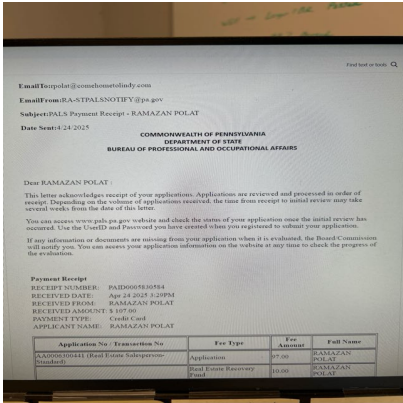 Find text or tools
EmailTo:rpolat@comehometolindy.com
EmailFrom:RA-STPALSNOTIFY@pa.gov
Subject:PALS Payment Receipt - RAMAZAN POLAT
Date Sent:4/24/2025
COMMONWEALTH OF PENNSYLVANIA
DEPARTMENT OF STATE
BUREAU OF PROFESSIONAL AND OCCUPATIONAL AFFAIRS
Dear RAMAZAN POLAT :
This letter acknowledges receipt of your applications. Applications are reviewed and processed in order of
receipt. Depending on the volume of applications received, the time from receipt to initial review may take
several weeks from the date of this letter.
You can access www.pals.pa.gov website and check the status of your application once the initial review has
occurred. Use the UserID and Password you have created when you registered to submit your application.
If any information or documents are missing from your application when it is evaluated, the Board/Commission
will notify you. You can access your application information on the website at any time to check the progress of
the evaluation.
Payment Receipt
RECEIPT NUMBER: PAID0005830584
RECEIVED DATE: Apr 24 2025 3:29PM
RECEIVED FROM: RAMAZAN POLAT
RECEIVED AMOUNT: $ 107.00
PAYMENT TYPE: Credit Card
APPLICANT NAME: RAMAZAN POLAT
Application No / Transaction No Fee Type Fee Amount Full Name
AA0006300441 (Real Estate Salesperson-Standard) Application 97.00 RAMAZAN POLAT
Real Estate Recovery Fund 10.00 RAMAZAN POLAT